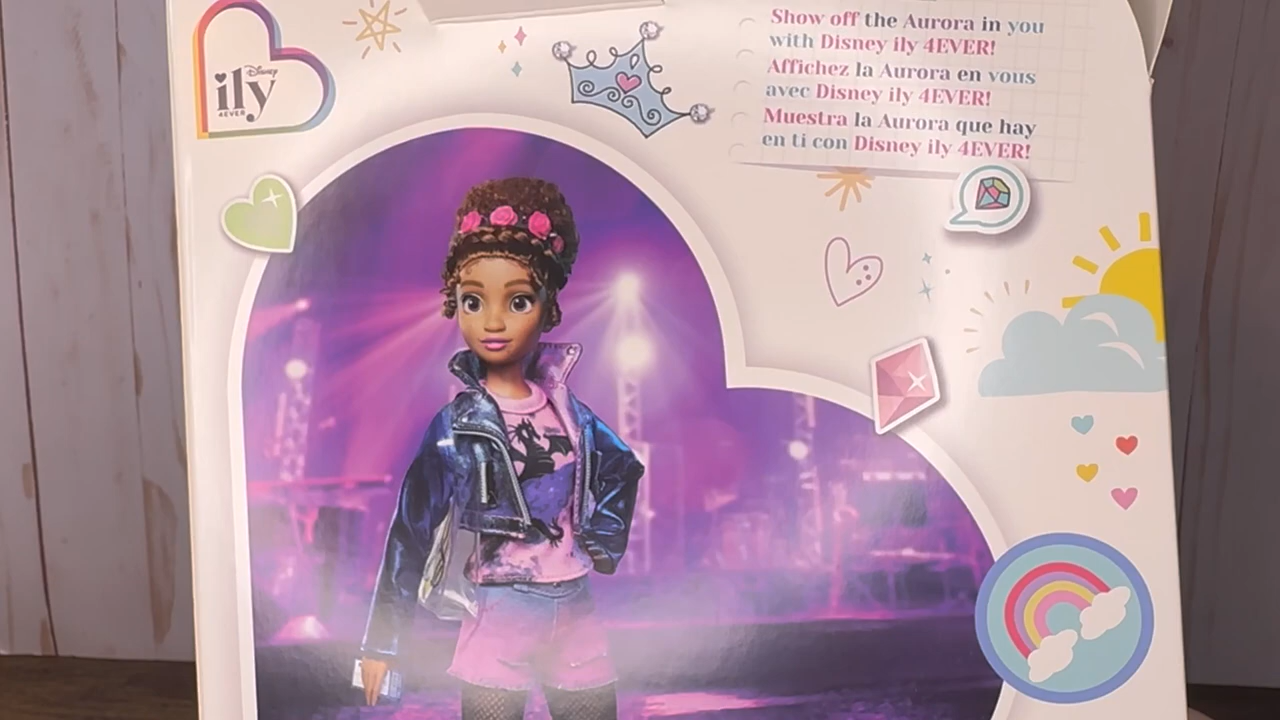 Disney
ily
4EVER
Show off the Aurora in you
with Disney ily 4EVER!
Affichez la Aurora en vous
avec Disney ily 4EVER!
Muestra la Aurora que hay
en ti con Disney ily 4EVER!